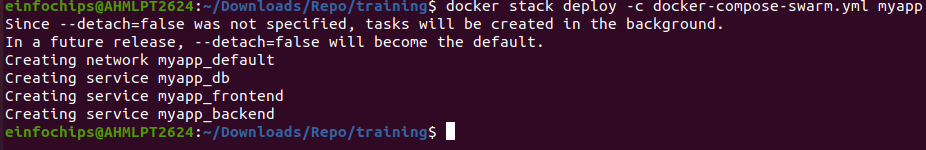 einfochips@AHMLPT2624:~/Downloads/Repo/training$ docker stack deploy -c docker-compose-swarm.yml myapp
Since --detach=false was not specified, tasks will be created in the background.
In a future release, --detach=false will become the default.
Creating network myapp_default
Creating service myapp_db
Creating service myapp_frontend
Creating service myapp_backend
einfochips@AHMLPT2624:~/Downloads/Repo/training$